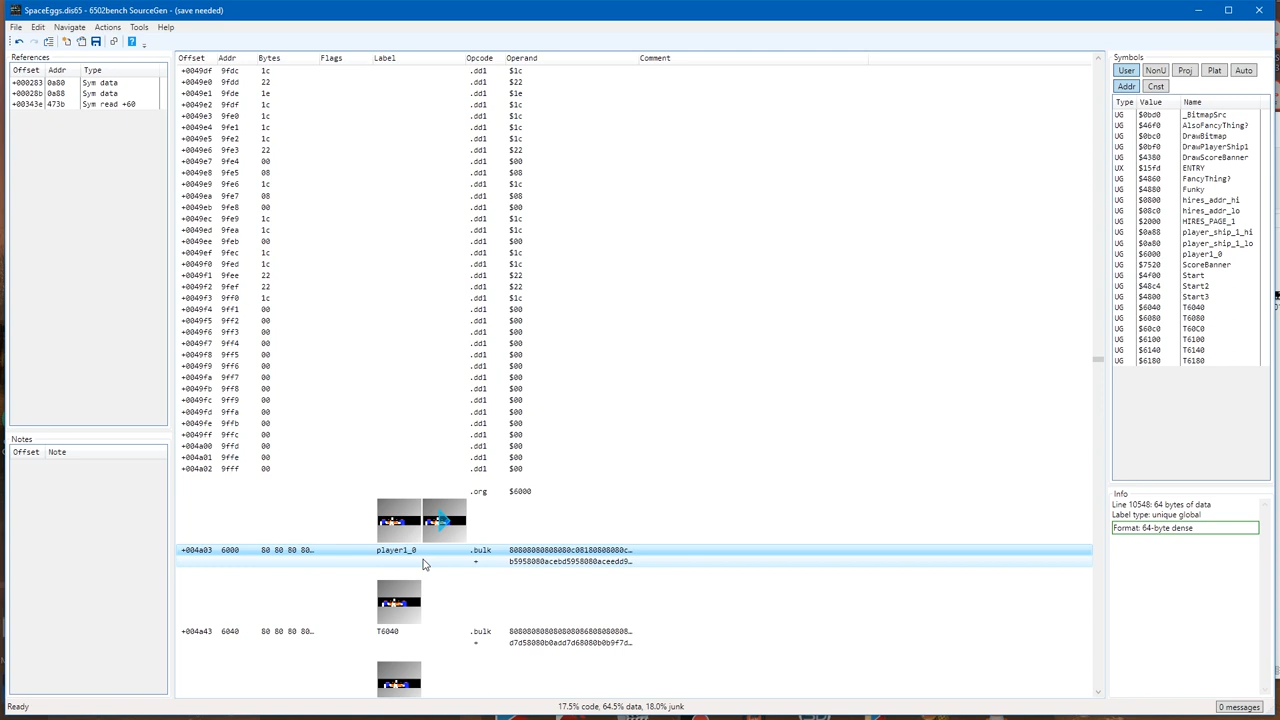 SpaceEggs.dis65 - 6502bench SourceGen - (save needed)
File Edit Navigate Actions Tools Help
References
Offset Addr Type
+000283 0a80 Sym data
+00028b 0a88 Sym data
+00343e 473b Sym read +60
Notes
Offset Note
Offset Addr Bytes Flags Label Opcode Operand Comment
+0049df 9fdc 1c .dd1 $1c
+0049e0 9fdd 22 .dd1 $22
+0049e1 9fde 1e .dd1 $1e
+0049e2 9fdf 1c .dd1 $1c
+0049e3 9fe0 1c .dd1 $1c
+0049e4 9fe1 1c .dd1 $1c
+0049e5 9fe2 1c .dd1 $1c
+0049e6 9fe3 22 .dd1 $22
+0049e7 9fe4 00 .dd1 $00
+0049e8 9fe5 08 .dd1 $08
+0049e9 9fe6 1c .dd1 $1c
+0049ea 9fe7 08 .dd1 $08
+0049eb 9fe8 00 .dd1 $00
+0049ec 9fe9 1c .dd1 $1c
+0049ed 9fea 1c .dd1 $1c
+0049ee 9feb 00 .dd1 $00
+0049ef 9fec 1c .dd1 $1c
+0049f0 9fed 1c .dd1 $1c
+0049f1 9fee 22 .dd1 $22
+0049f2 9fef 22 .dd1 $22
+0049f3 9ff0 1c .dd1 $1c
+0049f4 9ff1 00 .dd1 $00
+0049f5 9ff2 00 .dd1 $00
+0049f6 9ff3 00 .dd1 $00
+0049f7 9ff4 00 .dd1 $00
+0049f8 9ff5 00 .dd1 $00
+0049f9 9ff6 00 .dd1 $00
+0049fa 9ff7 00 .dd1 $00
+0049fb 9ff8 00 .dd1 $00
+0049fc 9ff9 00 .dd1 $00
+0049fd 9ffa 00 .dd1 $00
+0049fe 9ffb 00 .dd1 $00
+0049ff 9ffc 00 .dd1 $00
+004a00 9ffd 00 .dd1 $00
+004a01 9ffe 00 .dd1 $00
+004a02 9fff 00 .dd1 $00
.org $6000
+004a03 6000 80 80 80 80… player1_0 .bulk 80808080808080c08180808080c…
+ b5958080acebd5958080aceedd9…
+004a43 6040 80 80 80 80… T6040 .bulk 80808080808080808680808080…
+ d7d58080b0add7d68080b0b9f7d…
Symbols
User NonU Proj Plat Auto
Addr Cnst
Type Value Name
UG $0bd0 _BitmapSrc
UG $46f0 AlsoFancyThing?
UG $0bc0 DrawBitmap
UG $0bf0 DrawPlayerShip1
UG $4380 DrawScoreBanner
UX $15fd ENTRY
UG $4860 FancyThing?
UG $4880 Funky
UG $0800 hires_addr_hi
UG $08c0 hires_addr_lo
UG $2000 HIRES_PAGE_1
UG $0a88 player_ship_1_hi
UG $0a80 player_ship_1_lo
UG $6000 player1_0
UG $7520 ScoreBanner
UG $4f00 Start
UG $48c4 Start2
UG $4800 Start3
UG $6040 T6040
UG $6080 T6080
UG $60c0 T60C0
UG $6100 T6100
UG $6140 T6140
UG $6180 T6180
Info
Line 10548: 64 bytes of data
Label type: unique global
Format: 64-byte dense
Ready 17.5% code, 64.5% data, 18.0% junk 0 messages